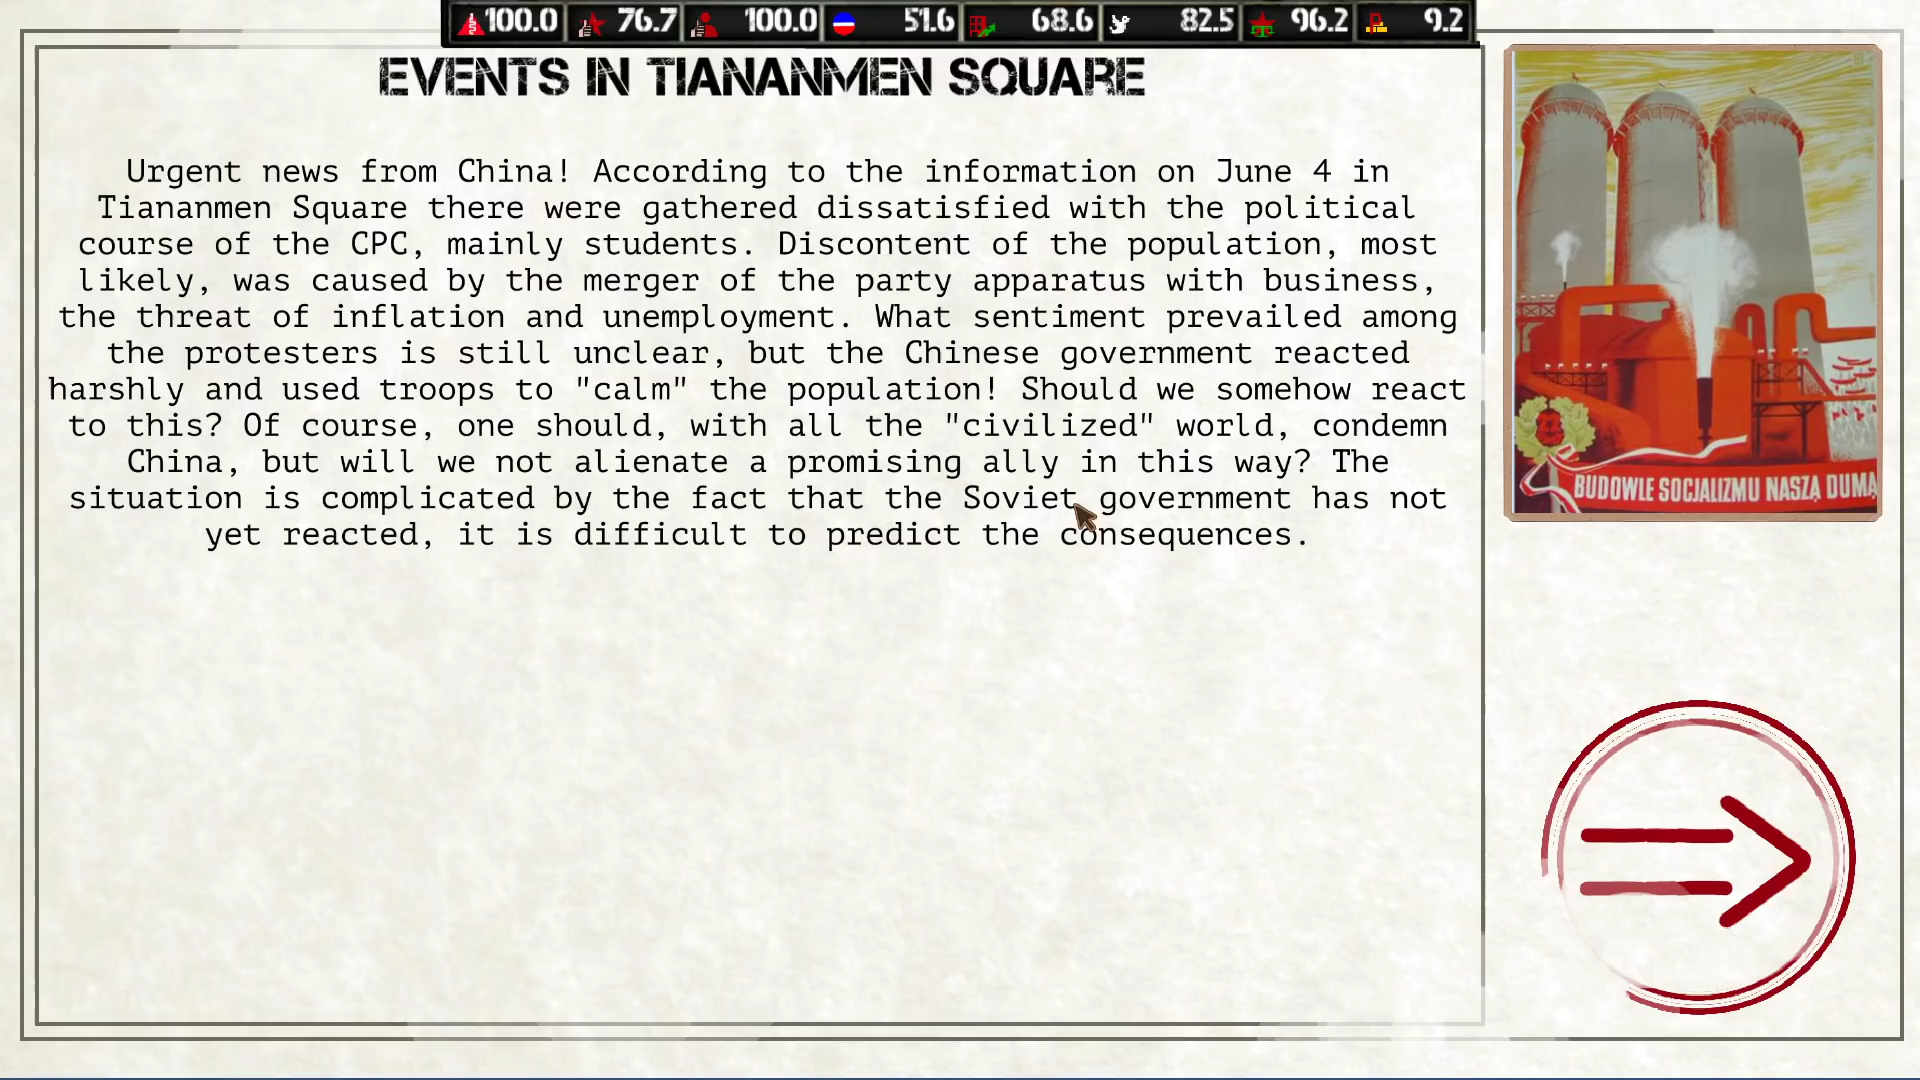 100.0 76.7 100.0 51.6 68.6 82.5 96.2 9.2
EVENTS IN TIANANMEN SQUARE
Urgent news from China! According to the information on June 4 in
Tiananmen Square there were gathered dissatisfied with the political
course of the CPC, mainly students. Discontent of the population, most
likely, was caused by the merger of the party apparatus with business,
the threat of inflation and unemployment. What sentiment prevailed among
the protesters is still unclear, but the Chinese government reacted
harshly and used troops to "calm" the population! Should we somehow react
to this? Of course, one should, with all the "civilized" world, condemn
China, but will we not alienate a promising ally in this way? The
situation is complicated by the fact that the Soviet government has not
yet reacted, it is difficult to predict the consequences.
BUDOWLE SOCJALIZMU NASZĄ DUMĄ